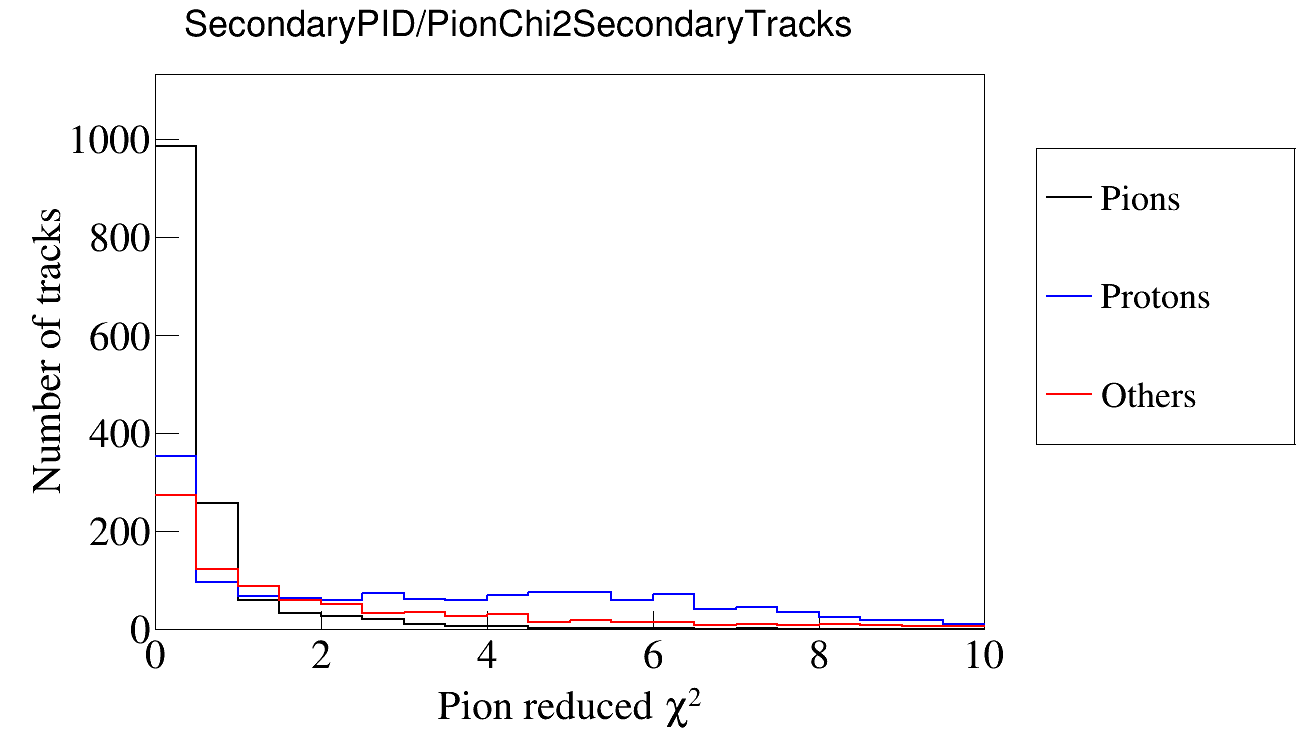 SecondaryPID/PionChi2SecondaryTracks
Number of tracks
1000
800
600
400
200
0
0 2 4 6 8 10
Pion reduced χ²
Pions
Protons
Others